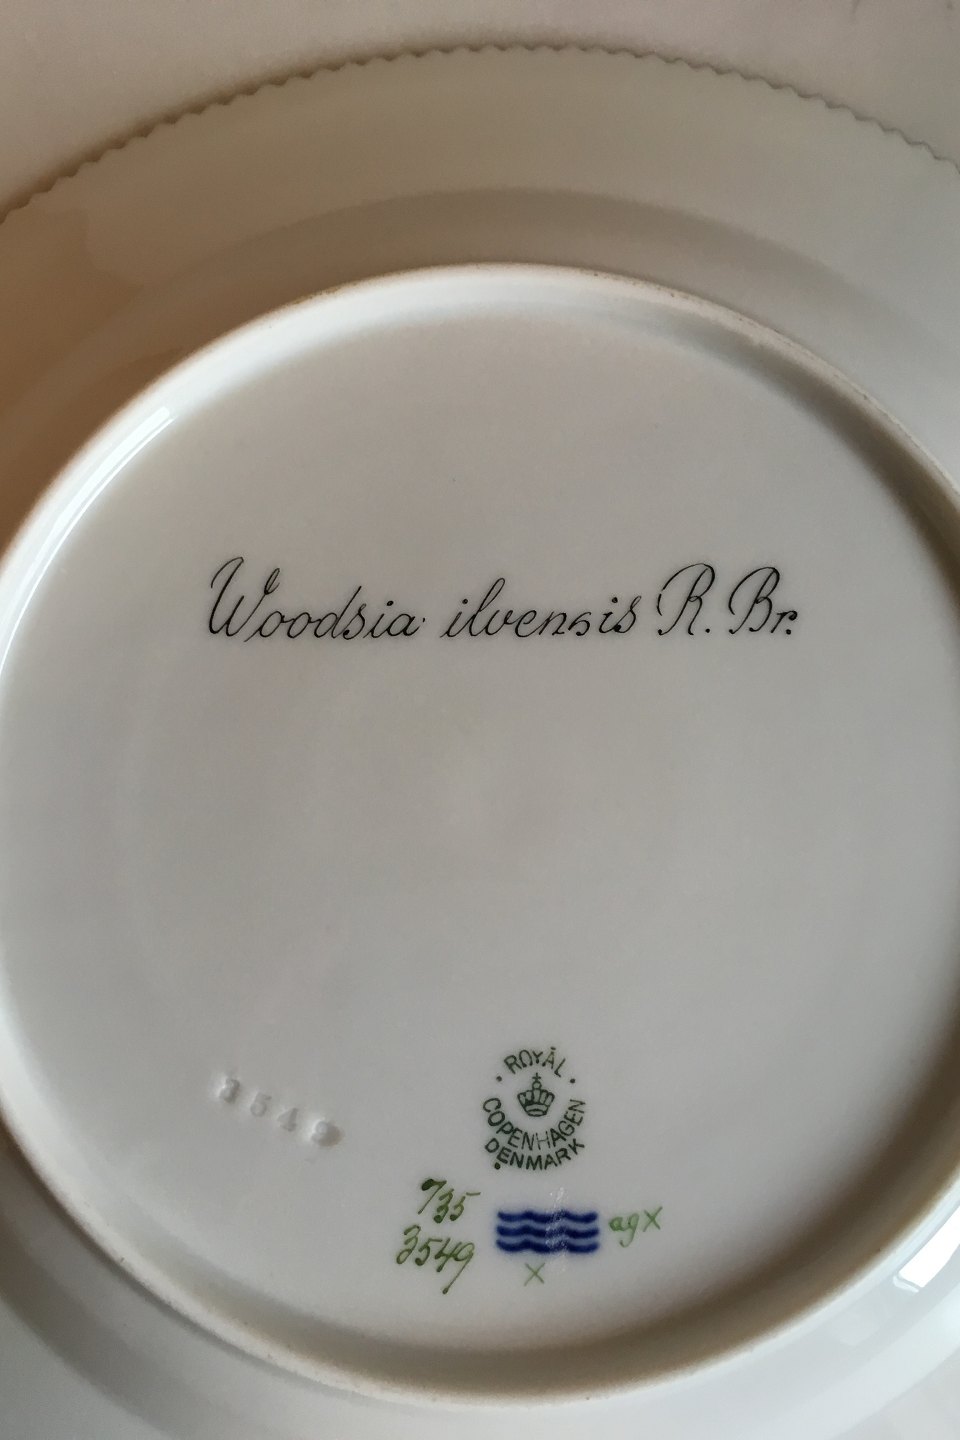 Woodsia ilvensis R. Br.
3549
ROYAL
COPENHAGEN
DENMARK
735
3549
agX
X